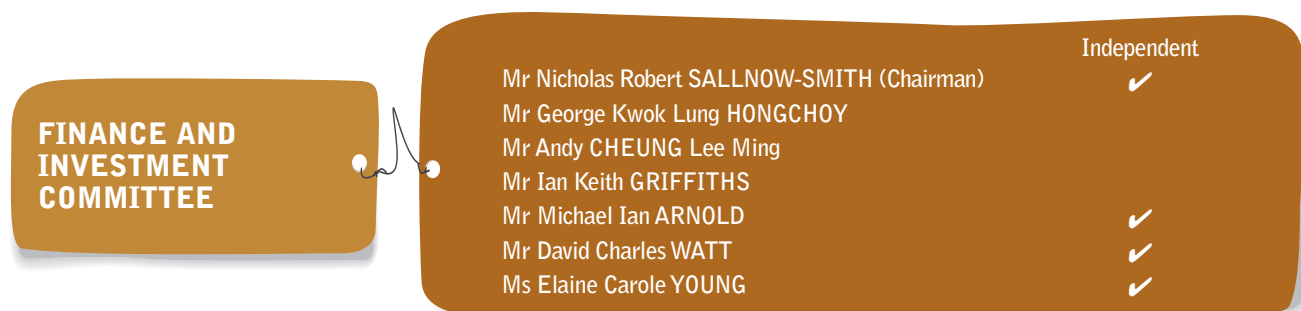 FINANCE AND
INVESTMENT
COMMITTEE
Independent
Mr Nicholas Robert SALLNOW-SMITH (Chairman) ✔
Mr George Kwok Lung HONGCHOY
Mr Andy CHEUNG Lee Ming
Mr Ian Keith GRIFFITHS
Mr Michael Ian ARNOLD ✔
Mr David Charles WATT ✔
Ms Elaine Carole YOUNG ✔